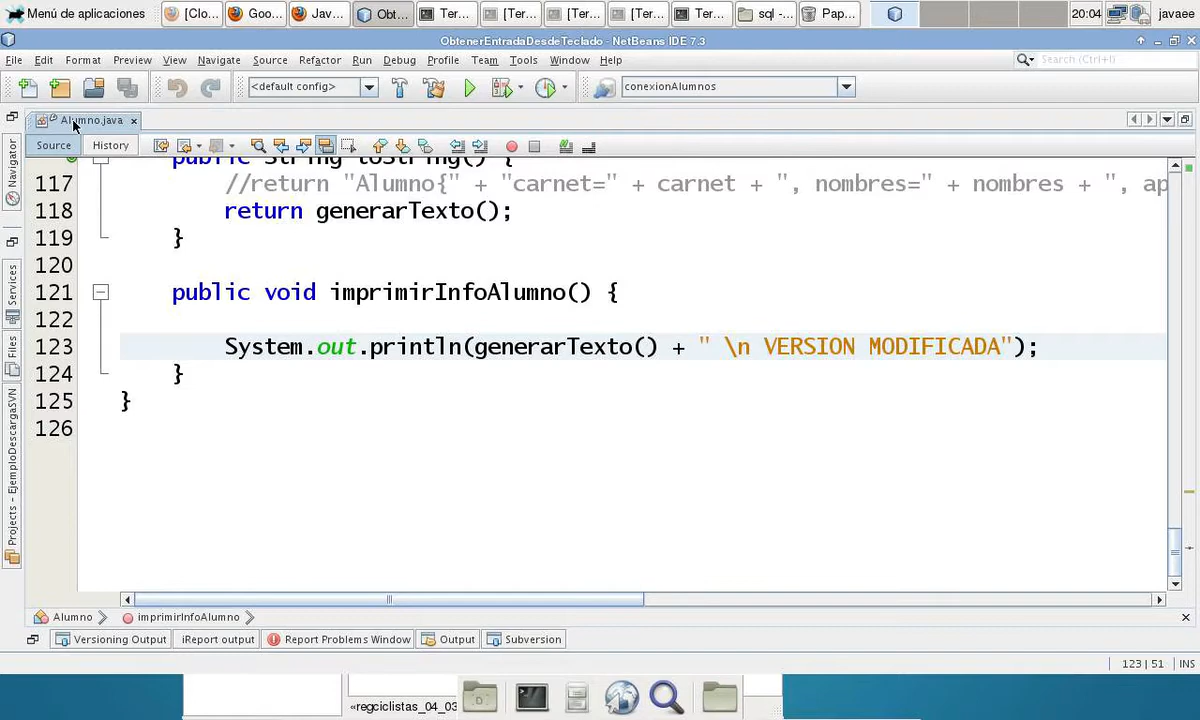 Menú de aplicaciones [Clo... Goo... Jav... Obt... Ter... [Ter... [Ter... [Ter... Ter... sql -... Pap... 20:04 javaee
ObtenerEntradaDesdeTeclado - NetBeans IDE 7.3
File Edit Format Preview View Navigate Source Refactor Run Debug Profile Team Tools Window Help Search (Ctrl+I)
<default config> conexionAlumnos
Alumno.java
Source History
public String toString() {
117 //return "Alumno{" + "carnet=" + carnet + ", nombres=" + nombres + ", ap
118 return generarTexto();
119 }
120
121 public void imprimirInfoAlumno() {
122
123 System.out.println(generarTexto() + " \n VERSION MODIFICADA");
124 }
125 }
126
Navigator
Services
Files
Projects - EjemploDescargaSVN
Alumno imprimirInfoAlumno
Versioning Output iReport output Report Problems Window Output Subversion
123 | 51 INS
«regciclistas_04_03